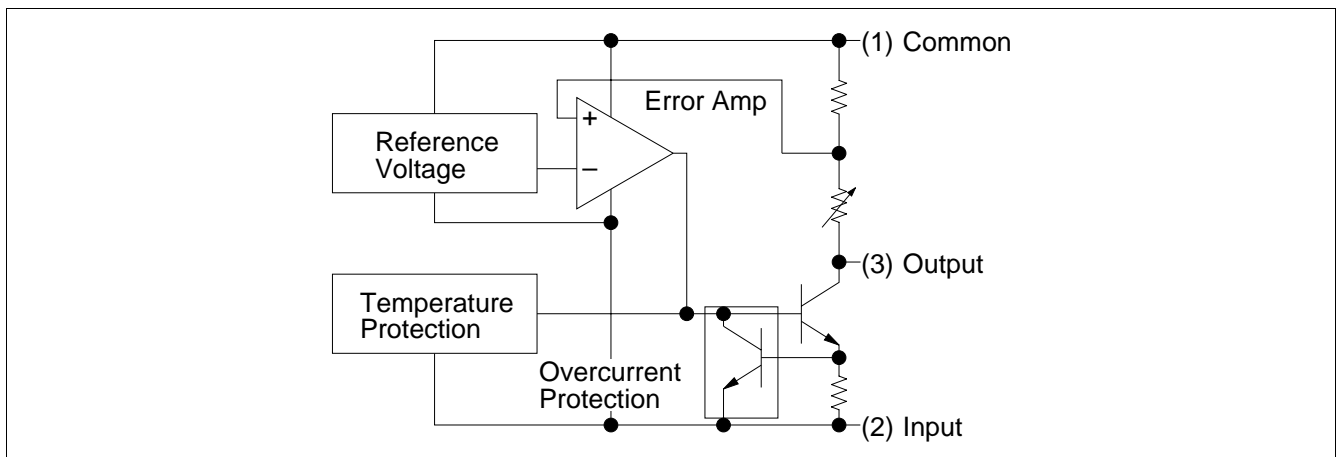 (1) Common
Error Amp
+
Reference
Voltage
−
(3) Output
Temperature
Protection
Overcurrent
Protection
(2) Input